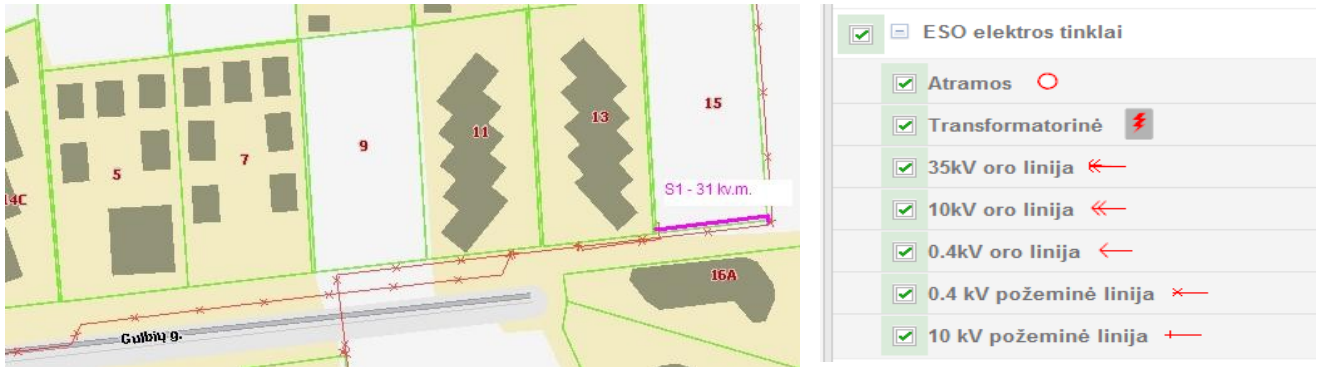 5
7
9
11
13
15
14C
S1 - 31 kv.m.
16A
Gulbių g.
ESO elektros tinklai
Atramos
Transformatorinė
35kV oro linija
10kV oro linija
0.4kV oro linija
0.4 kV požeminė linija
10 kV požeminė linija